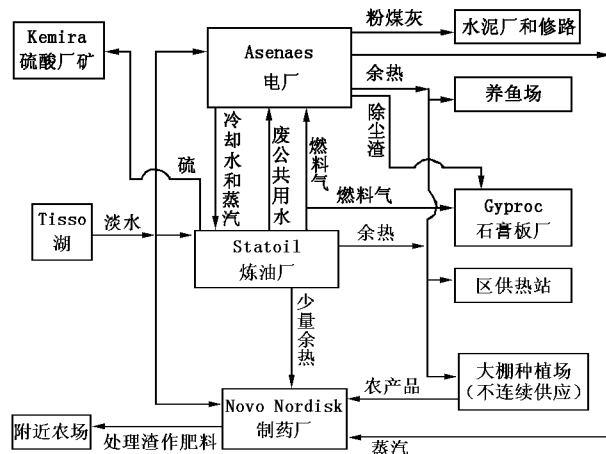 Kemira
硫酸厂矿
Asenaes
电厂
粉煤灰
水泥厂和修路
余热
养鱼场
除尘渣
冷却水和蒸汽
废公共用水
燃料气
硫
燃料气
Gyproc
石膏板厂
Tisso
湖
淡水
Statoil
炼油厂
余热
区供热站
少量余热
大棚种植场
(不连续供应)
农产品
Novo Nordisk
制药厂
附近农场
处理渣作肥料
蒸汽